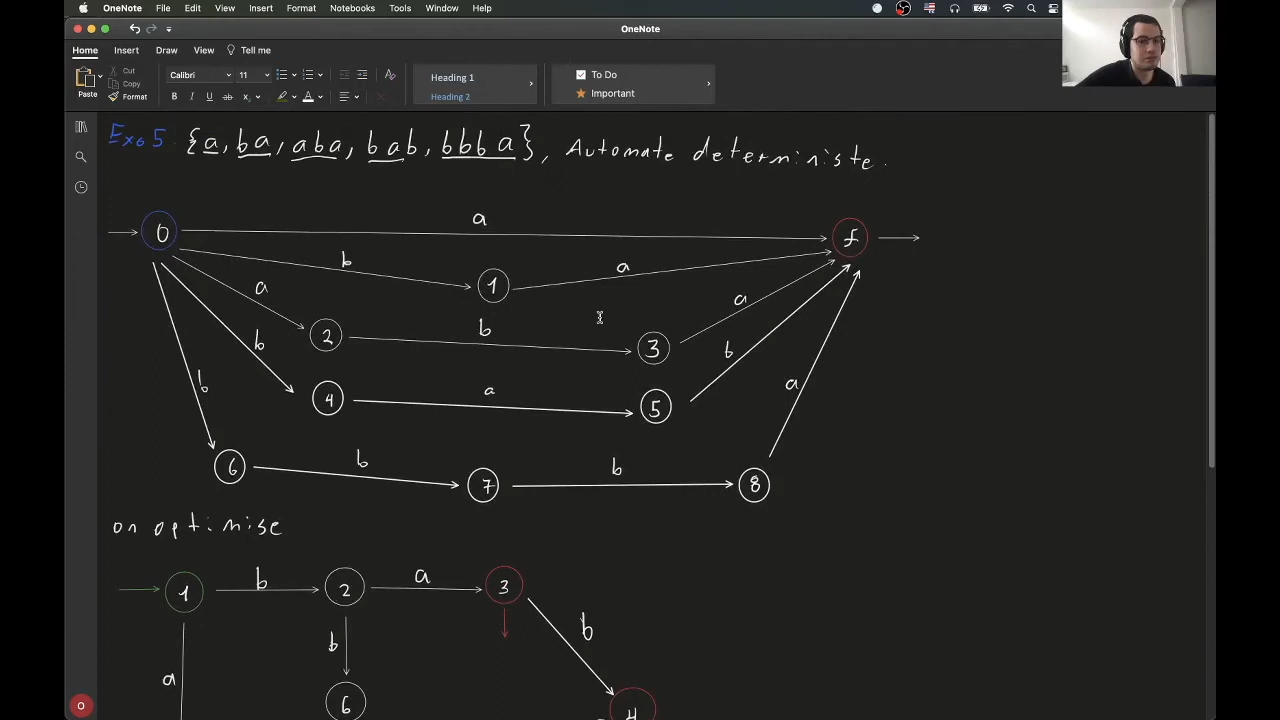 OneNote File Edit View Insert Format Notebooks Tools Window Help
OneNote
Home Insert Draw View Tell me
Paste Cut Copy Format Calibri 11 B I U Heading 1 Heading 2 To Do Important
Exo 5 {a, ba, aba, bab, bbba}, Automate deterministe.
0 a f
b 1 a
a 2 b 3 a
b 4 a 5 b
b 6 b 7 b 8 a
on optimise
1 b 2 a 3
b b
a 6 4
O